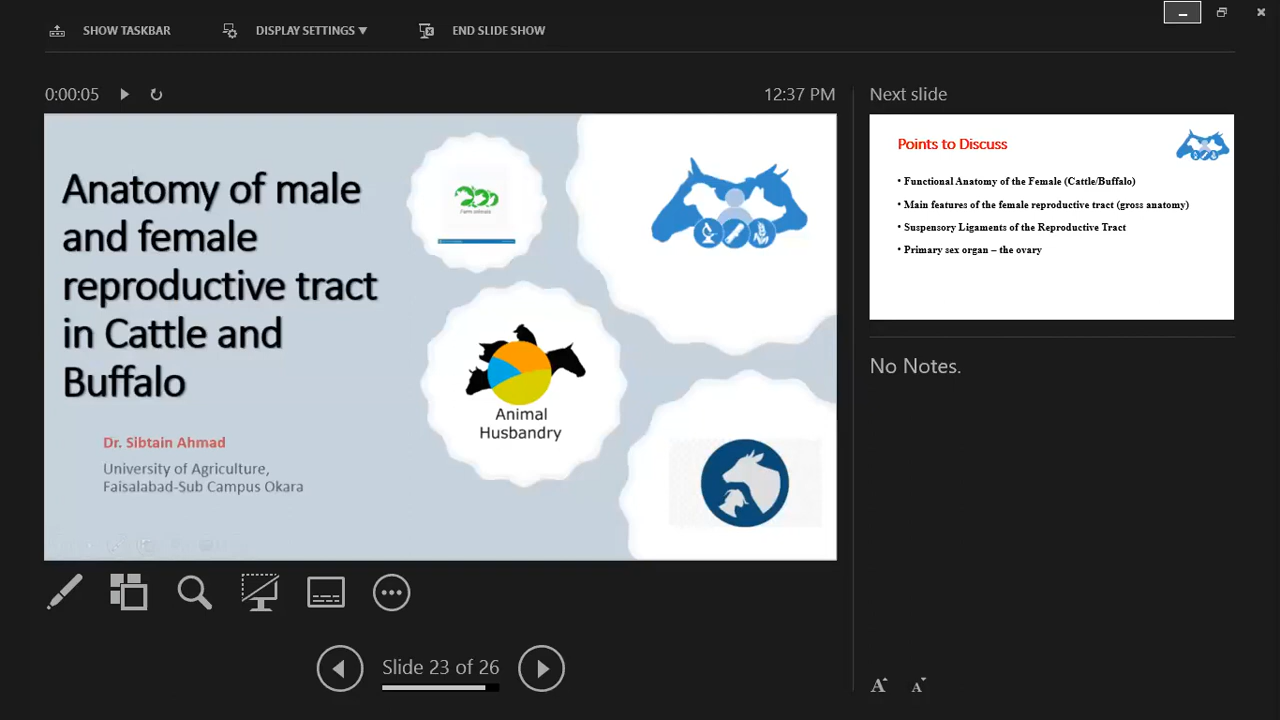 SHOW TASKBAR
DISPLAY SETTINGS ▼
END SLIDE SHOW
0:00:05
12:37 PM
Anatomy of male
and female
reproductive tract
in Cattle and
Buffalo
Dr. Sibtain Ahmad
University of Agriculture,
Faisalabad-Sub Campus Okara
Animal
Husbandry
Slide 23 of 26
Next slide
Points to Discuss
• Functional Anatomy of the Female (Cattle/Buffalo)
• Main features of the female reproductive tract (gross anatomy)
• Suspensory Ligaments of the Reproductive Tract
• Primary sex organ – the ovary
No Notes.
A A